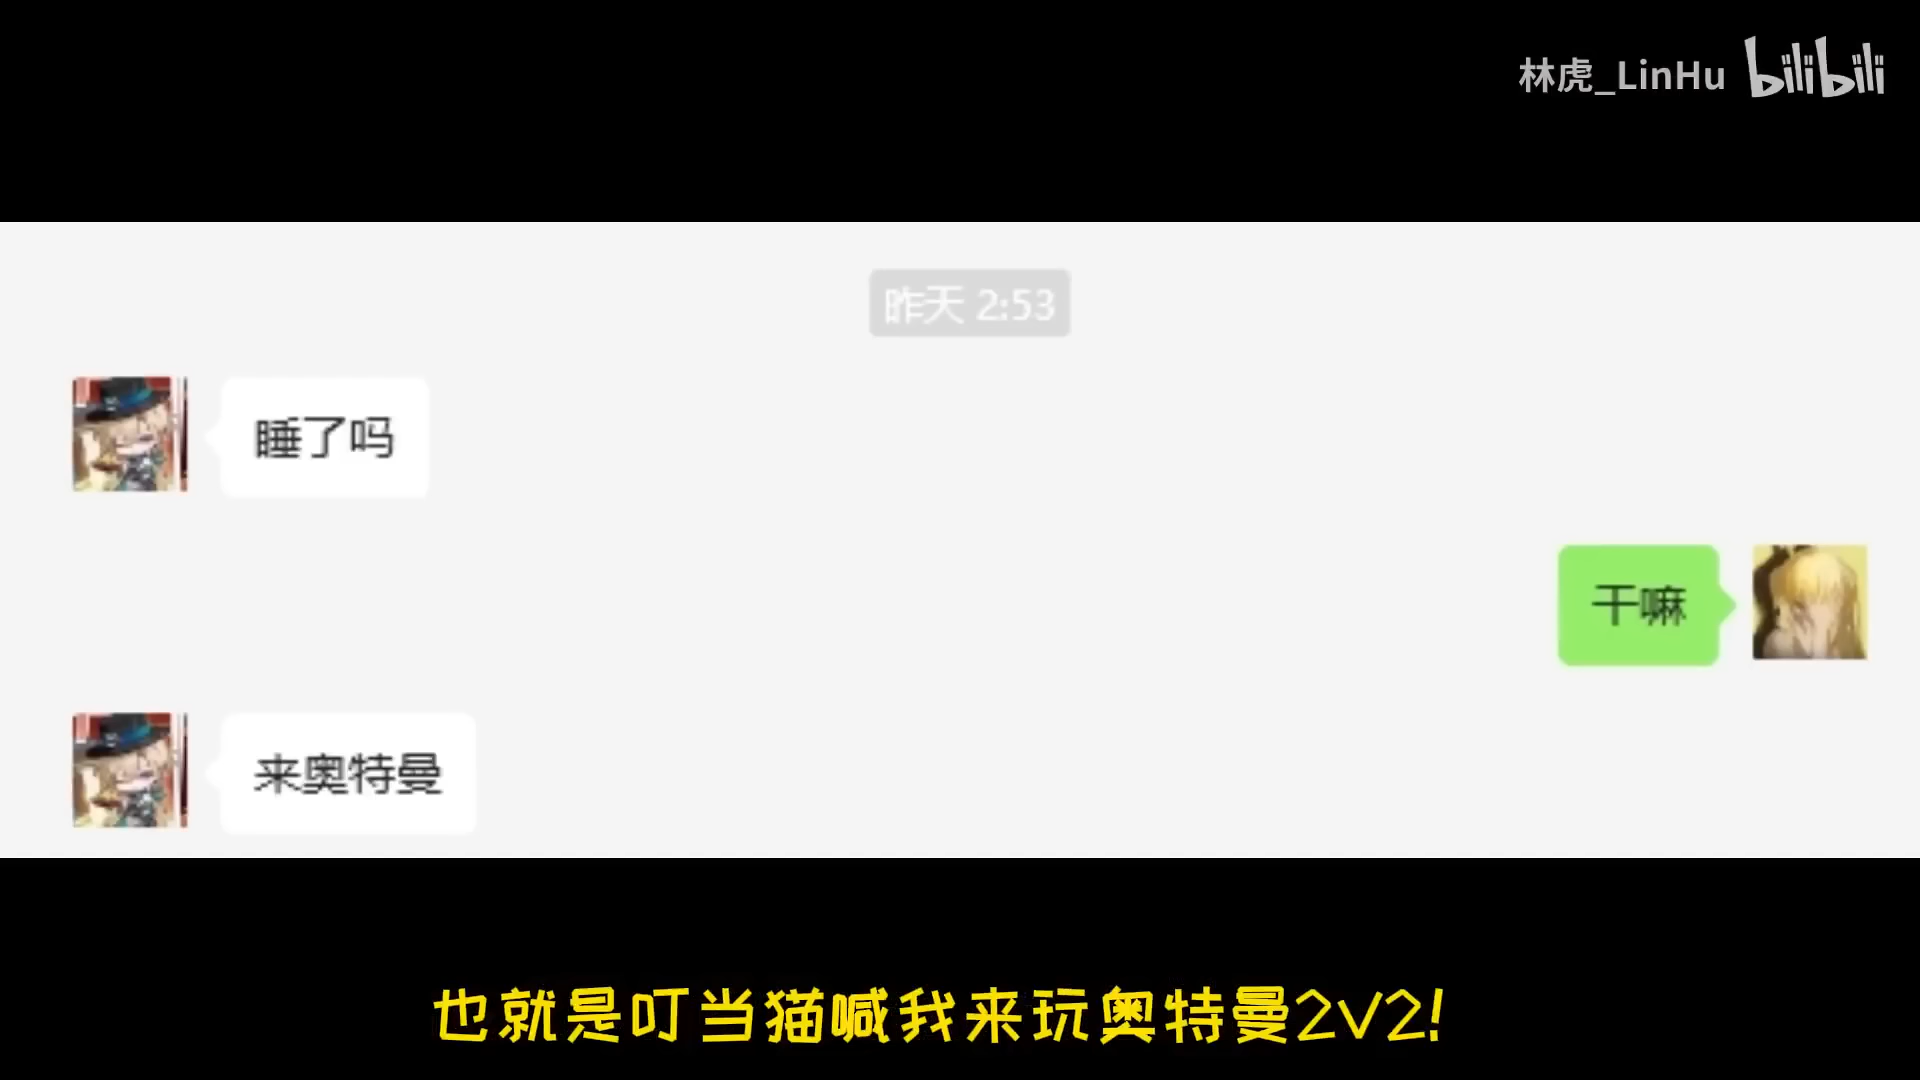 林虎_LinHu bilibili
昨天 2:53
睡了吗
干嘛
来奥特曼
也就是叮当猫喊我来玩奥特曼2V2!